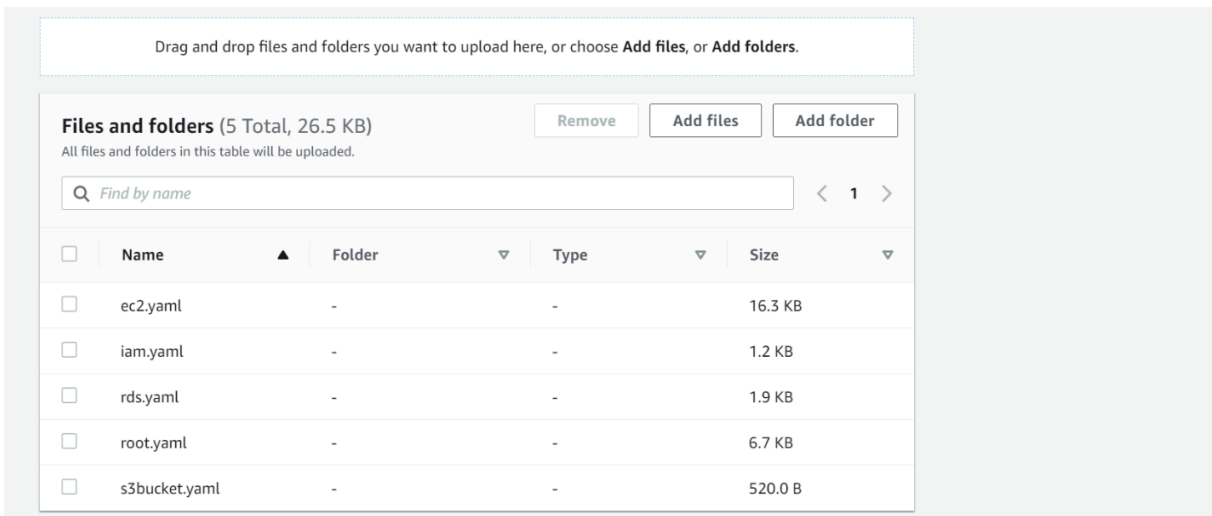 Drag and drop files and folders you want to upload here, or choose Add files, or Add folders.
Files and folders (5 Total, 26.5 KB)
Remove
Add files
Add folder
All files and folders in this table will be uploaded.
Find by name
1
Name Folder Type Size
ec2.yaml - - 16.3 KB
iam.yaml - - 1.2 KB
rds.yaml - - 1.9 KB
root.yaml - - 6.7 KB
s3bucket.yaml - - 520.0 B